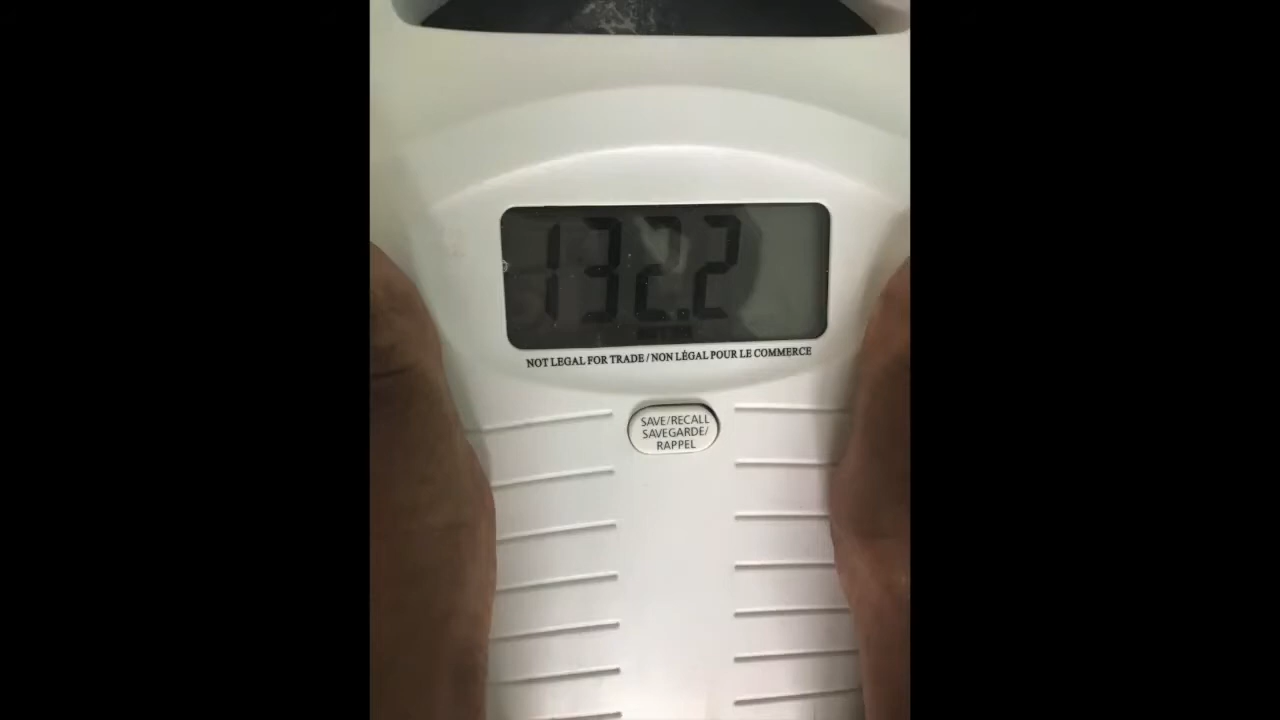 132.2
NOT LEGAL FOR TRADE / NON LÉGAL POUR LE COMMERCE
SAVE/RECALL
SAVEGARDE/
RAPPEL